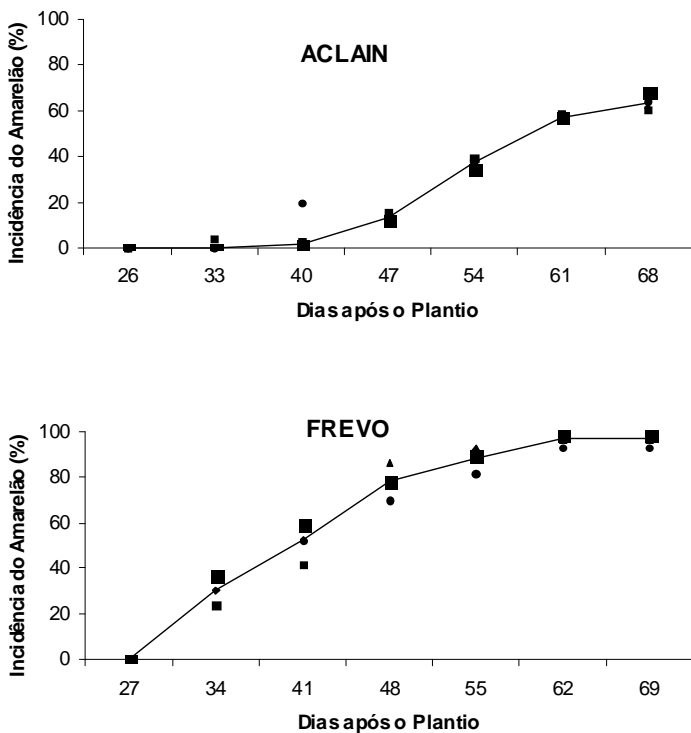 ACLAIN
Incidência do Amarelão (%)
100
80
60
40
20
0
26 33 40 47 54 61 68
Dias após o Plantio
FREVO
Incidência do Amarelão (%)
100
80
60
40
20
0
27 34 41 48 55 62 69
Dias após o Plantio